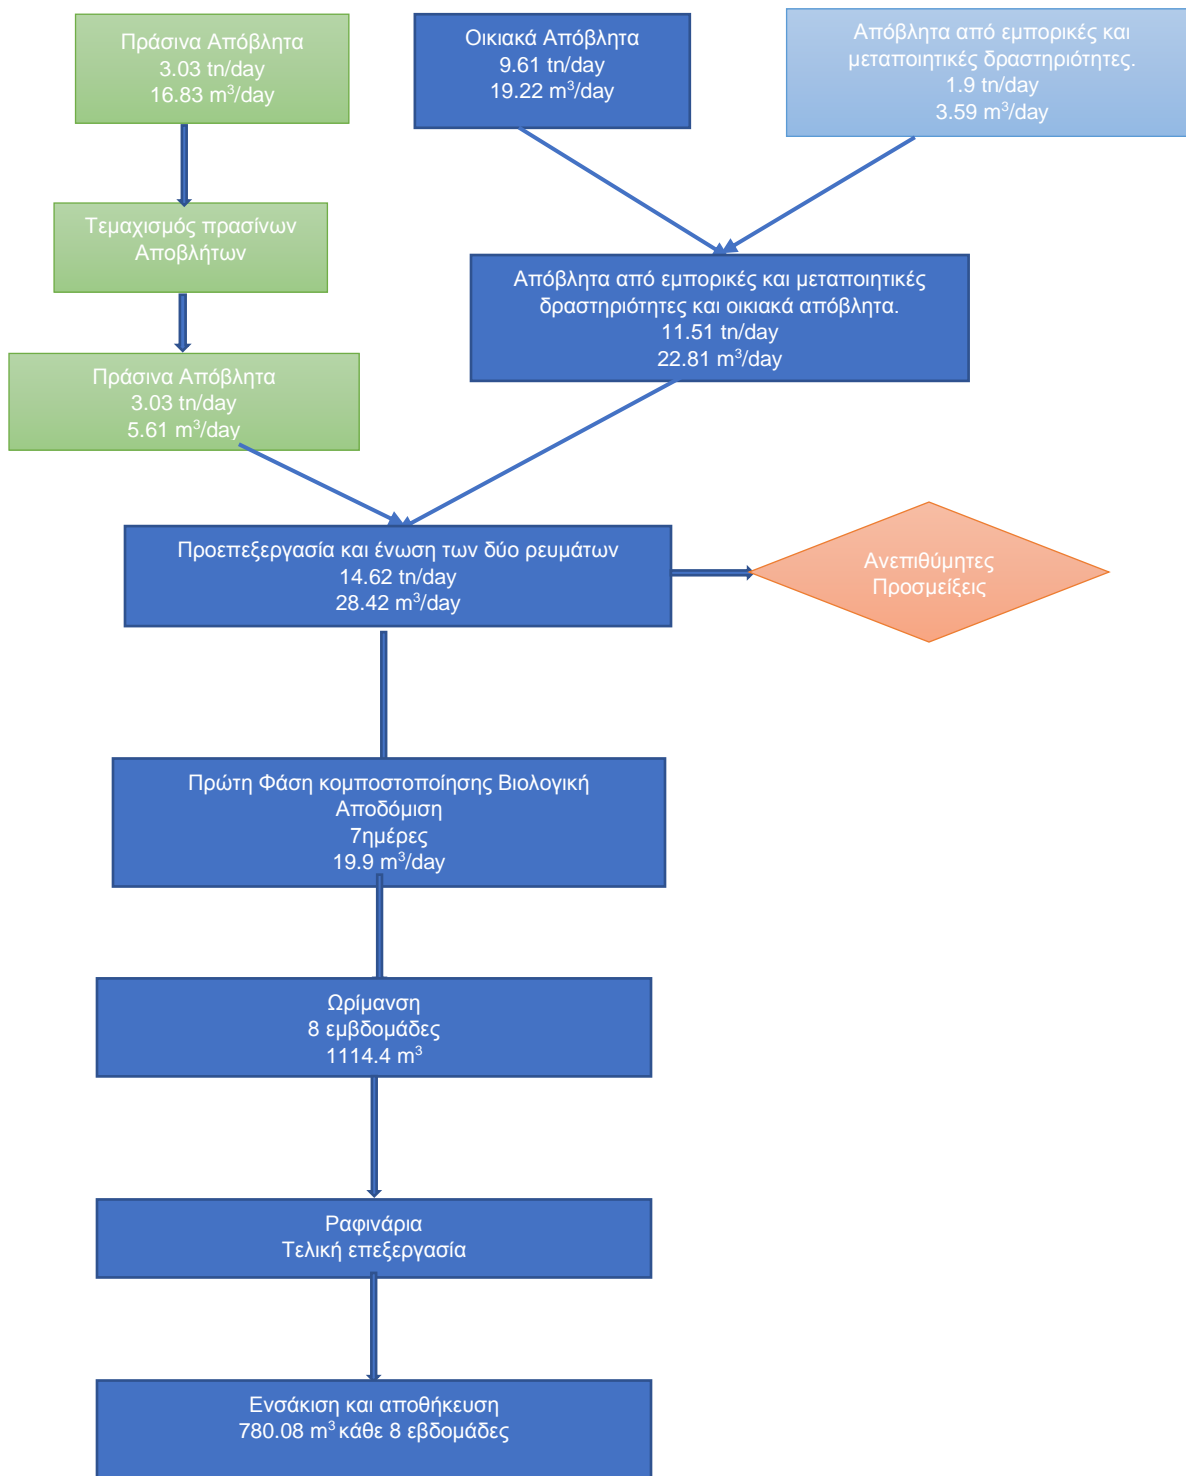 Πράσινα Απόβλητα
3.03 tn/day
16.83 m³/day
Οικιακά Απόβλητα
9.61 tn/day
19.22 m³/day
Απόβλητα από εμπορικές και
μεταποιητικές δραστηριότητες.
1.9 tn/day
3.59 m³/day
Τεμαχισμός πρασίνων
Αποβλήτων
Απόβλητα από εμπορικές και μεταποιητικές
δραστηριότητες και οικιακά απόβλητα.
11.51 tn/day
22.81 m³/day
Πράσινα Απόβλητα
3.03 tn/day
5.61 m³/day
Προεπεξεργασία και ένωση των δύο ρευμάτων
14.62 tn/day
28.42 m³/day
Ανεπιθύμητες
Προσμείξεις
Πρώτη Φάση κομποστοποίησης Βιολογική
Αποδόμιση
7ημέρες
19.9 m³/day
Ωρίμανση
8 εμβδομάδες
1114.4 m³
Ραφινάρια
Τελική επεξεργασία
Ενσάκιση και αποθήκευση
780.08 m³ κάθε 8 εβδομάδες